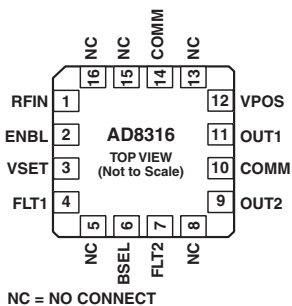 NC
NC
COMM
NC
16
15
14
13
RFIN 1
12 VPOS
ENBL 2
AD8316
11 OUT1
VSET 3
TOP VIEW
(Not to Scale)
10 COMM
FLT1 4
9 OUT2
5
6
7
8
NC
BSEL
FLT2
NC
NC = NO CONNECT